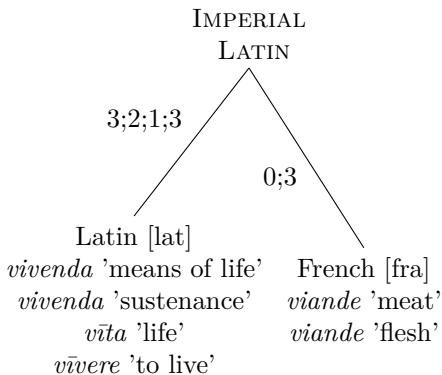 IMPERIAL
LATIN
3;2;1;3
0;3
Latin [lat]
vivenda 'means of life'
vivenda 'sustenance'
vīta 'life'
vīvere 'to live'
French [fra]
viande 'meat'
viande 'flesh'